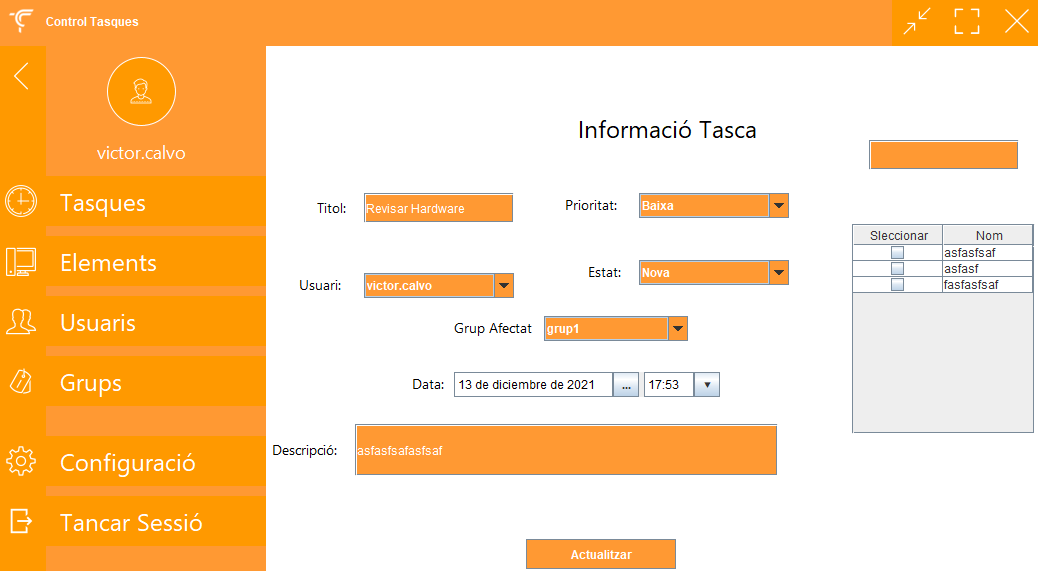 Control Tasques
victor.calvo
Tasques
Elements
Usuaris
Grups
Configuració
Tancar Sessió
Informació Tasca
Titol: Revisar Hardware
Prioritat: Baixa
Usuari: victor.calvo
Estat: Nova
Grup Afectat grup1
Data: 13 de diciembre de 2021 ... 17:53
Descripció: asfasfsafasfsaf
Actualitzar
Sleccionar Nom
asfasfsaf
asfasf
fasfasfsaf